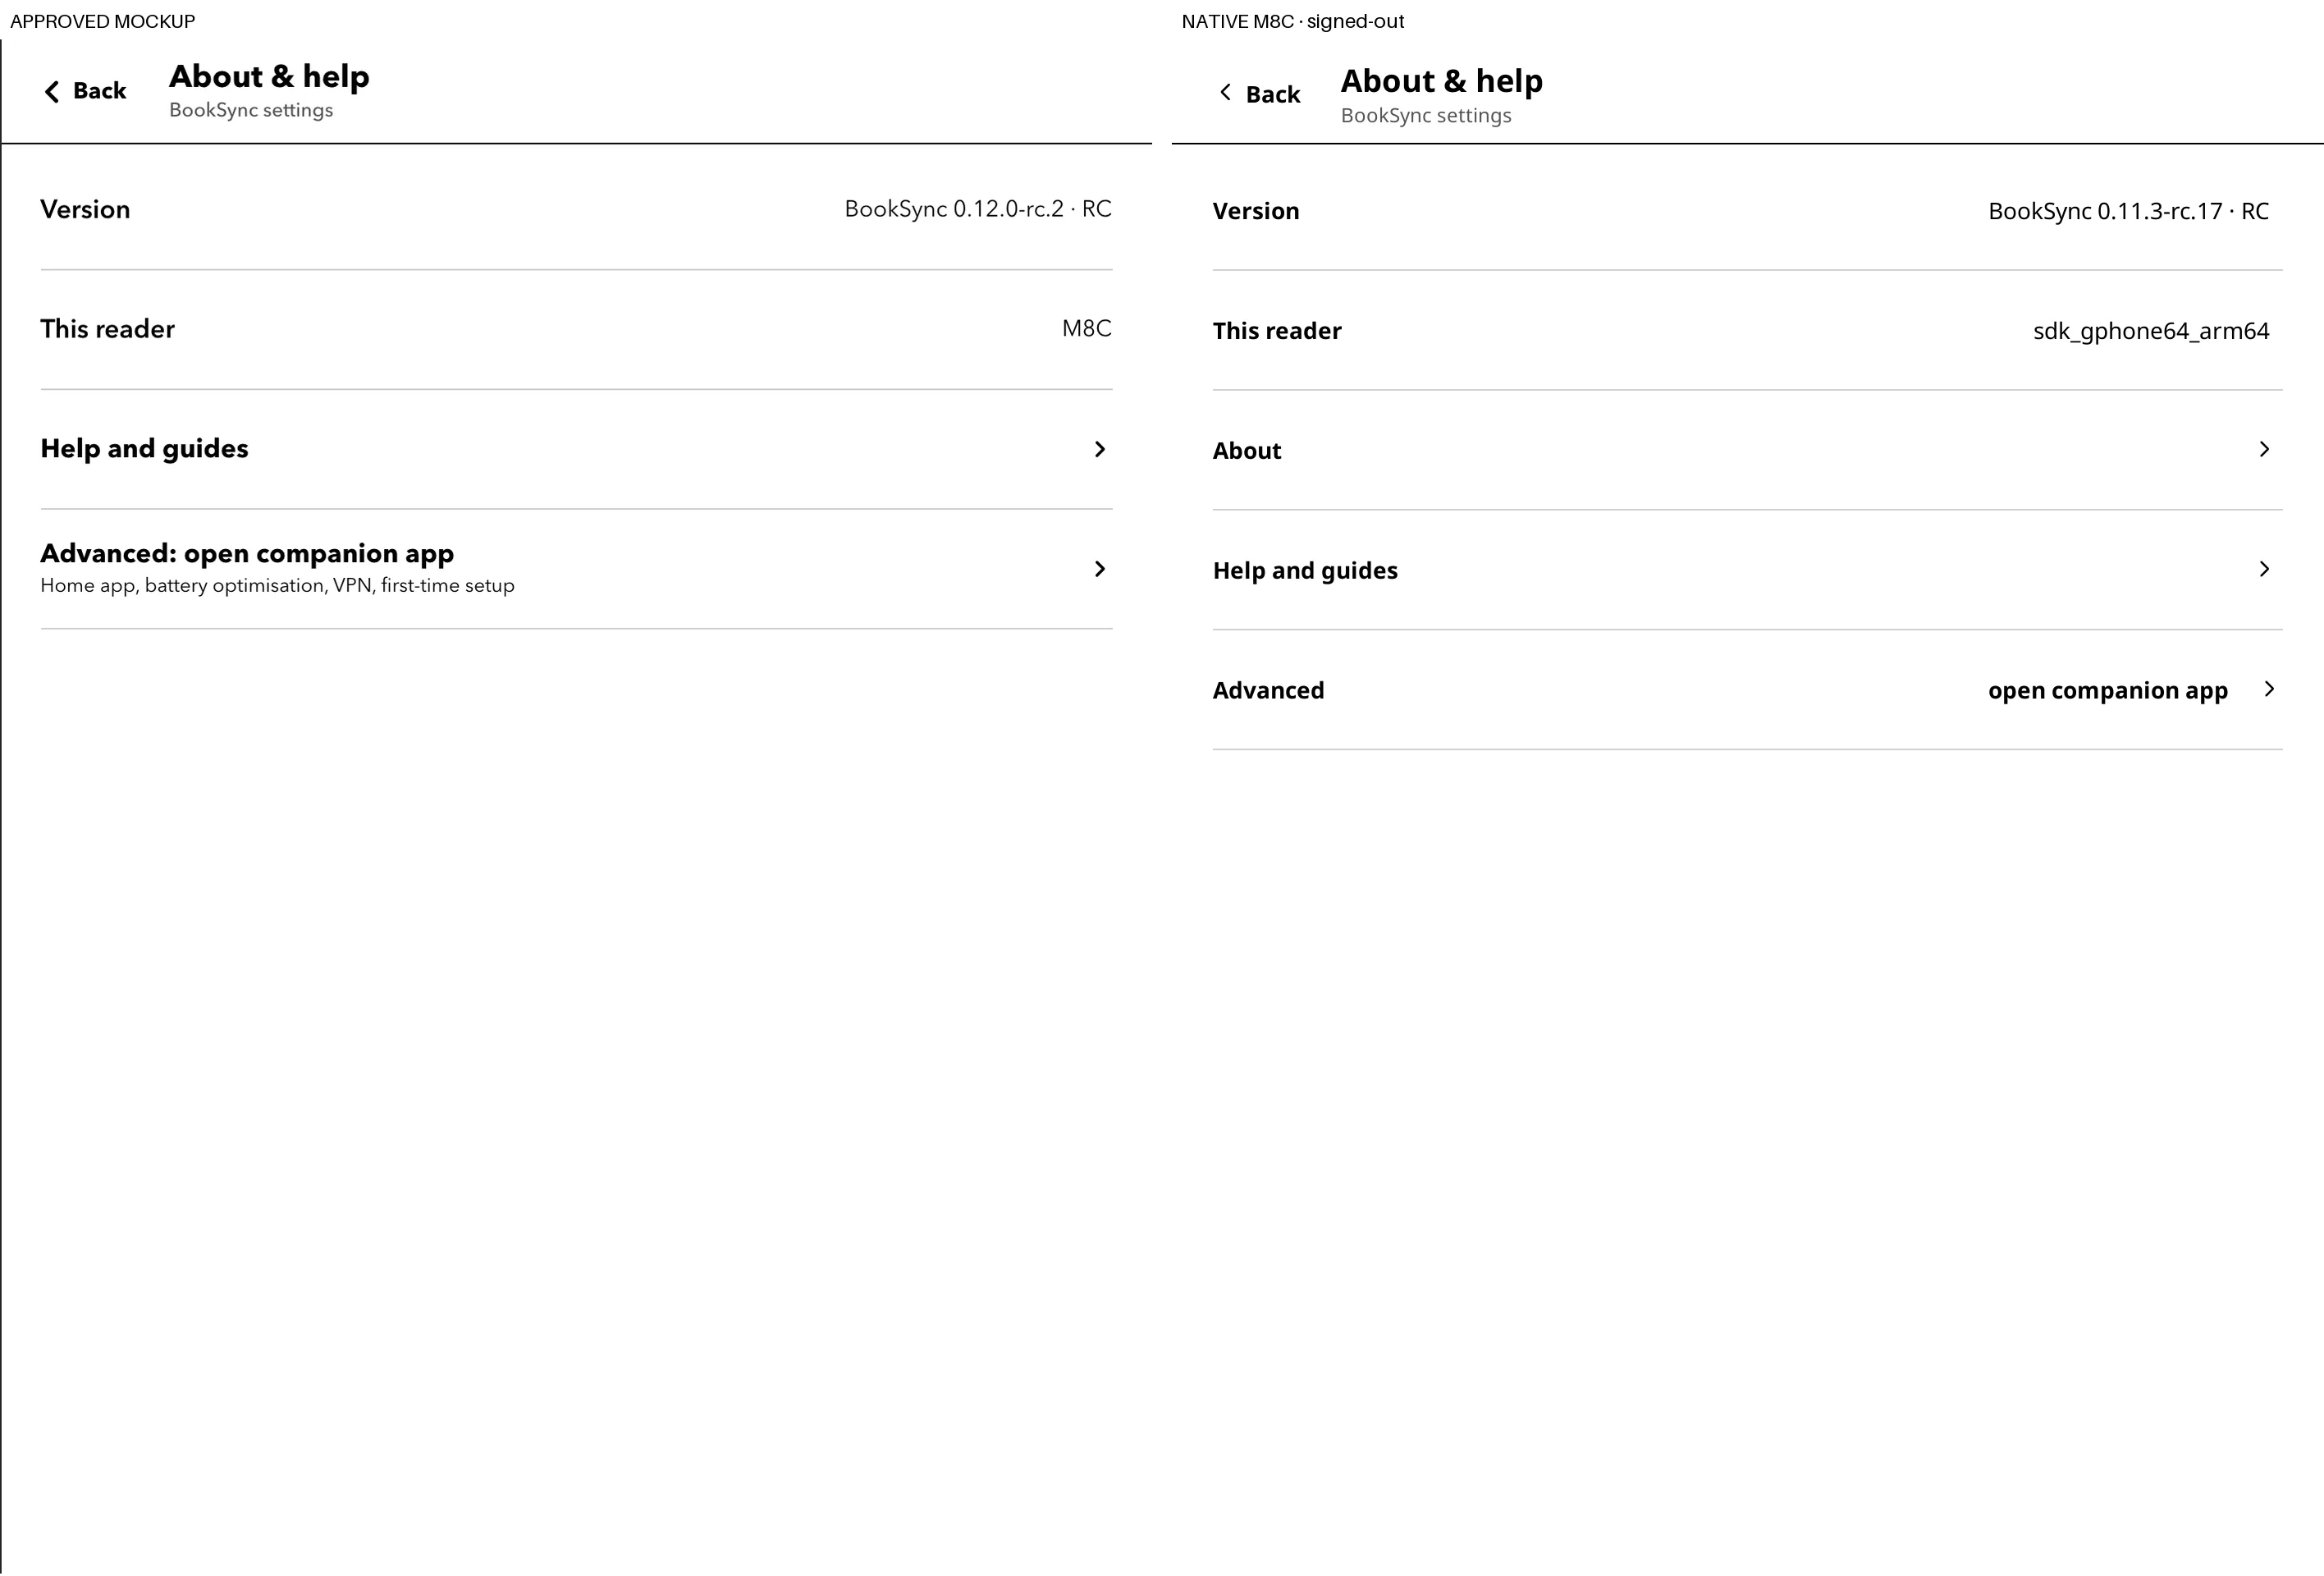 APPROVED MOCKUP
Back
About & help
BookSync settings
Version
BookSync 0.12.0-rc.2 · RC
This reader
M8C
Help and guides
Advanced: open companion app
Home app, battery optimisation, VPN, first-time setup
NATIVE M8C · signed-out
Back
About & help
BookSync settings
Version
BookSync 0.11.3-rc.17 · RC
This reader
sdk_gphone64_arm64
About
Help and guides
Advanced
open companion app